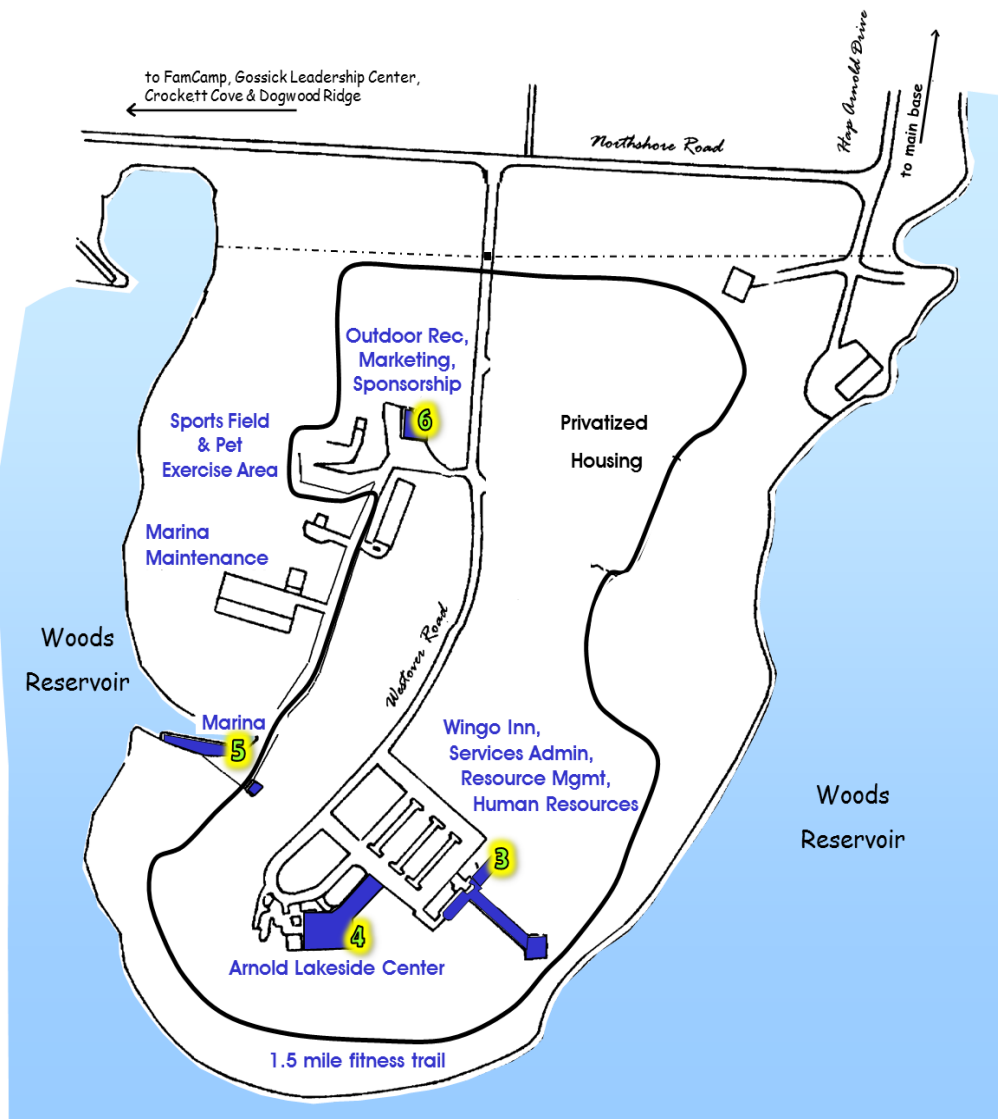 to FamCamp, Gossick Leadership Center,
Crockett Cove & Dogwood Ridge
Northshore Road
Hap Arnold Drive
to main base
Outdoor Rec,
Marketing,
Sponsorship
6
Sports Field
& Pet
Exercise Area
Privatized
Housing
Marina
Maintenance
Woods
Reservoir
Westover Road
Marina
5
Wingo Inn,
Services Admin,
Resource Mgmt,
Human Resources
3
Woods
Reservoir
4
Arnold Lakeside Center
1.5 mile fitness trail